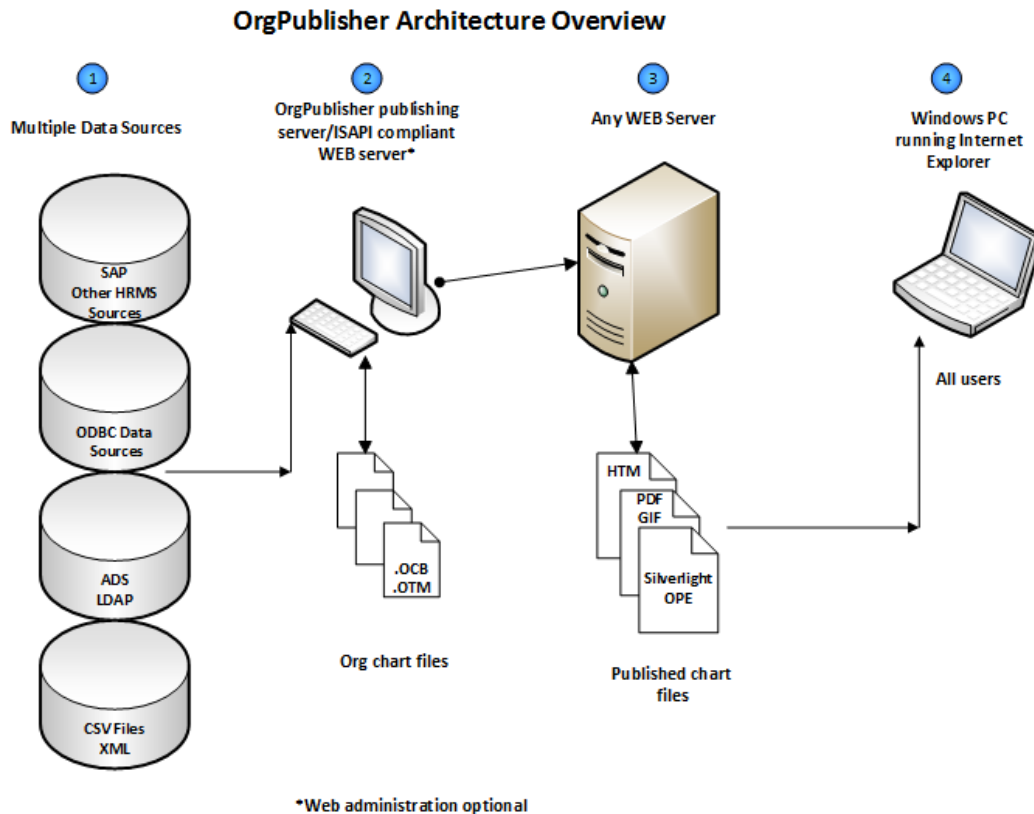 OrgPublisher Architecture Overview
1
Multiple Data Sources
SAP
Other HRMS
Sources
ODBC Data
Sources
ADS
LDAP
CSV Files
XML
2
OrgPublisher publishing
server/ISAPI compliant
WEB server*
.OCB
.OTM
Org chart files
3
Any WEB Server
HTM
PDF
GIF
Silverlight
OPE
Published chart
files
4
Windows PC
running Internet
Explorer
All users
*Web administration optional